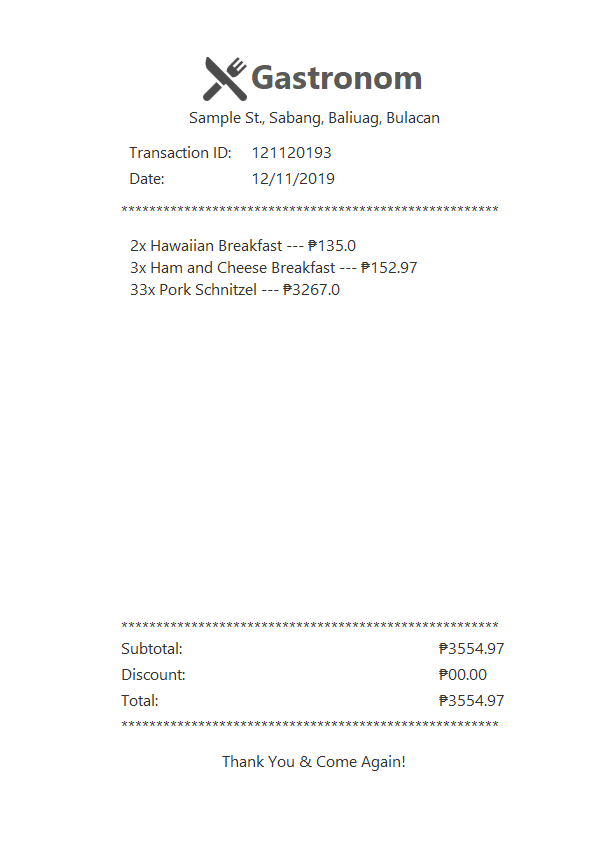 Gastronom
Sample St., Sabang, Baliuag, Bulacan
Transaction ID: 121120193
Date: 12/11/2019
******************************************************
2x Hawaiian Breakfast --- ₱135.0
3x Ham and Cheese Breakfast --- ₱152.97
33x Pork Schnitzel --- ₱3267.0
******************************************************
Subtotal: ₱3554.97
Discount: ₱00.00
Total: ₱3554.97
******************************************************
Thank You & Come Again!